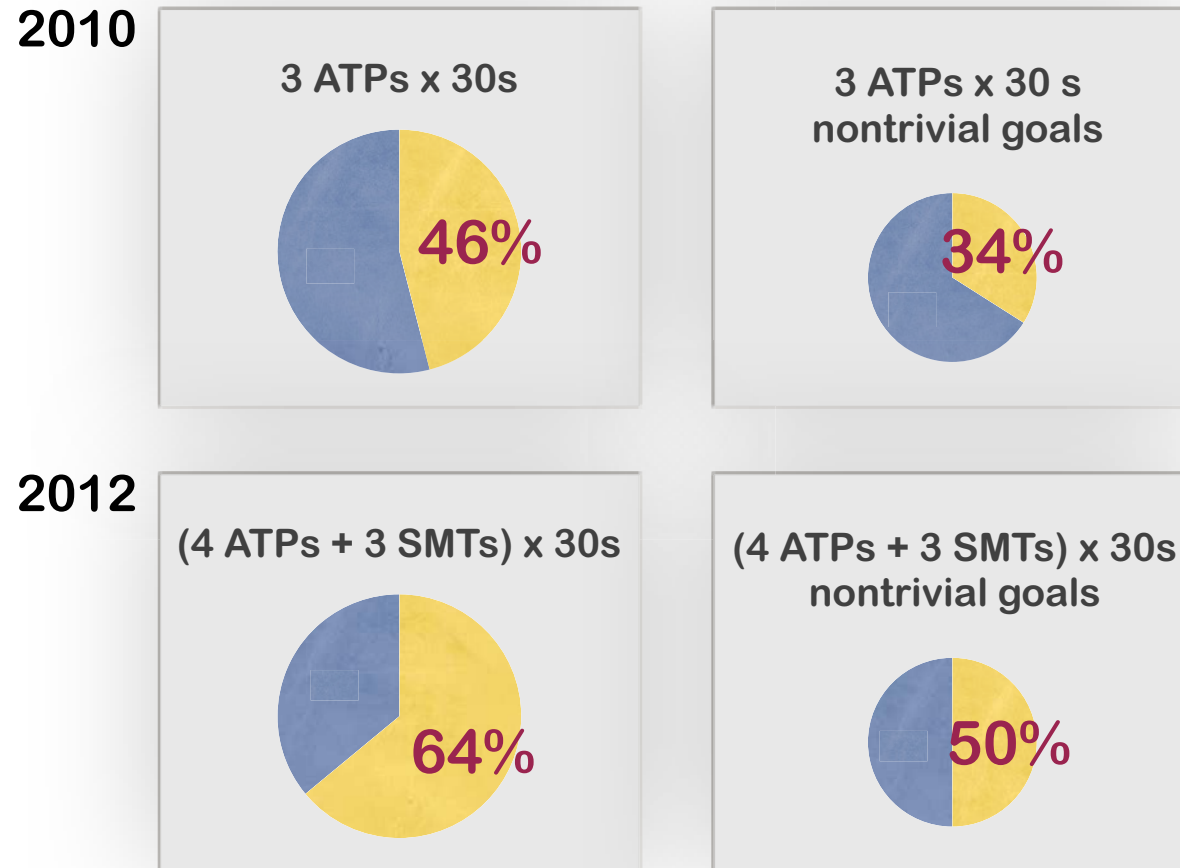 2010
3 ATPs x 30s
46%
3 ATPs x 30 s
nontrivial goals
34%
2012
(4 ATPs + 3 SMTs) x 30s
64%
(4 ATPs + 3 SMTs) x 30s
nontrivial goals
50%